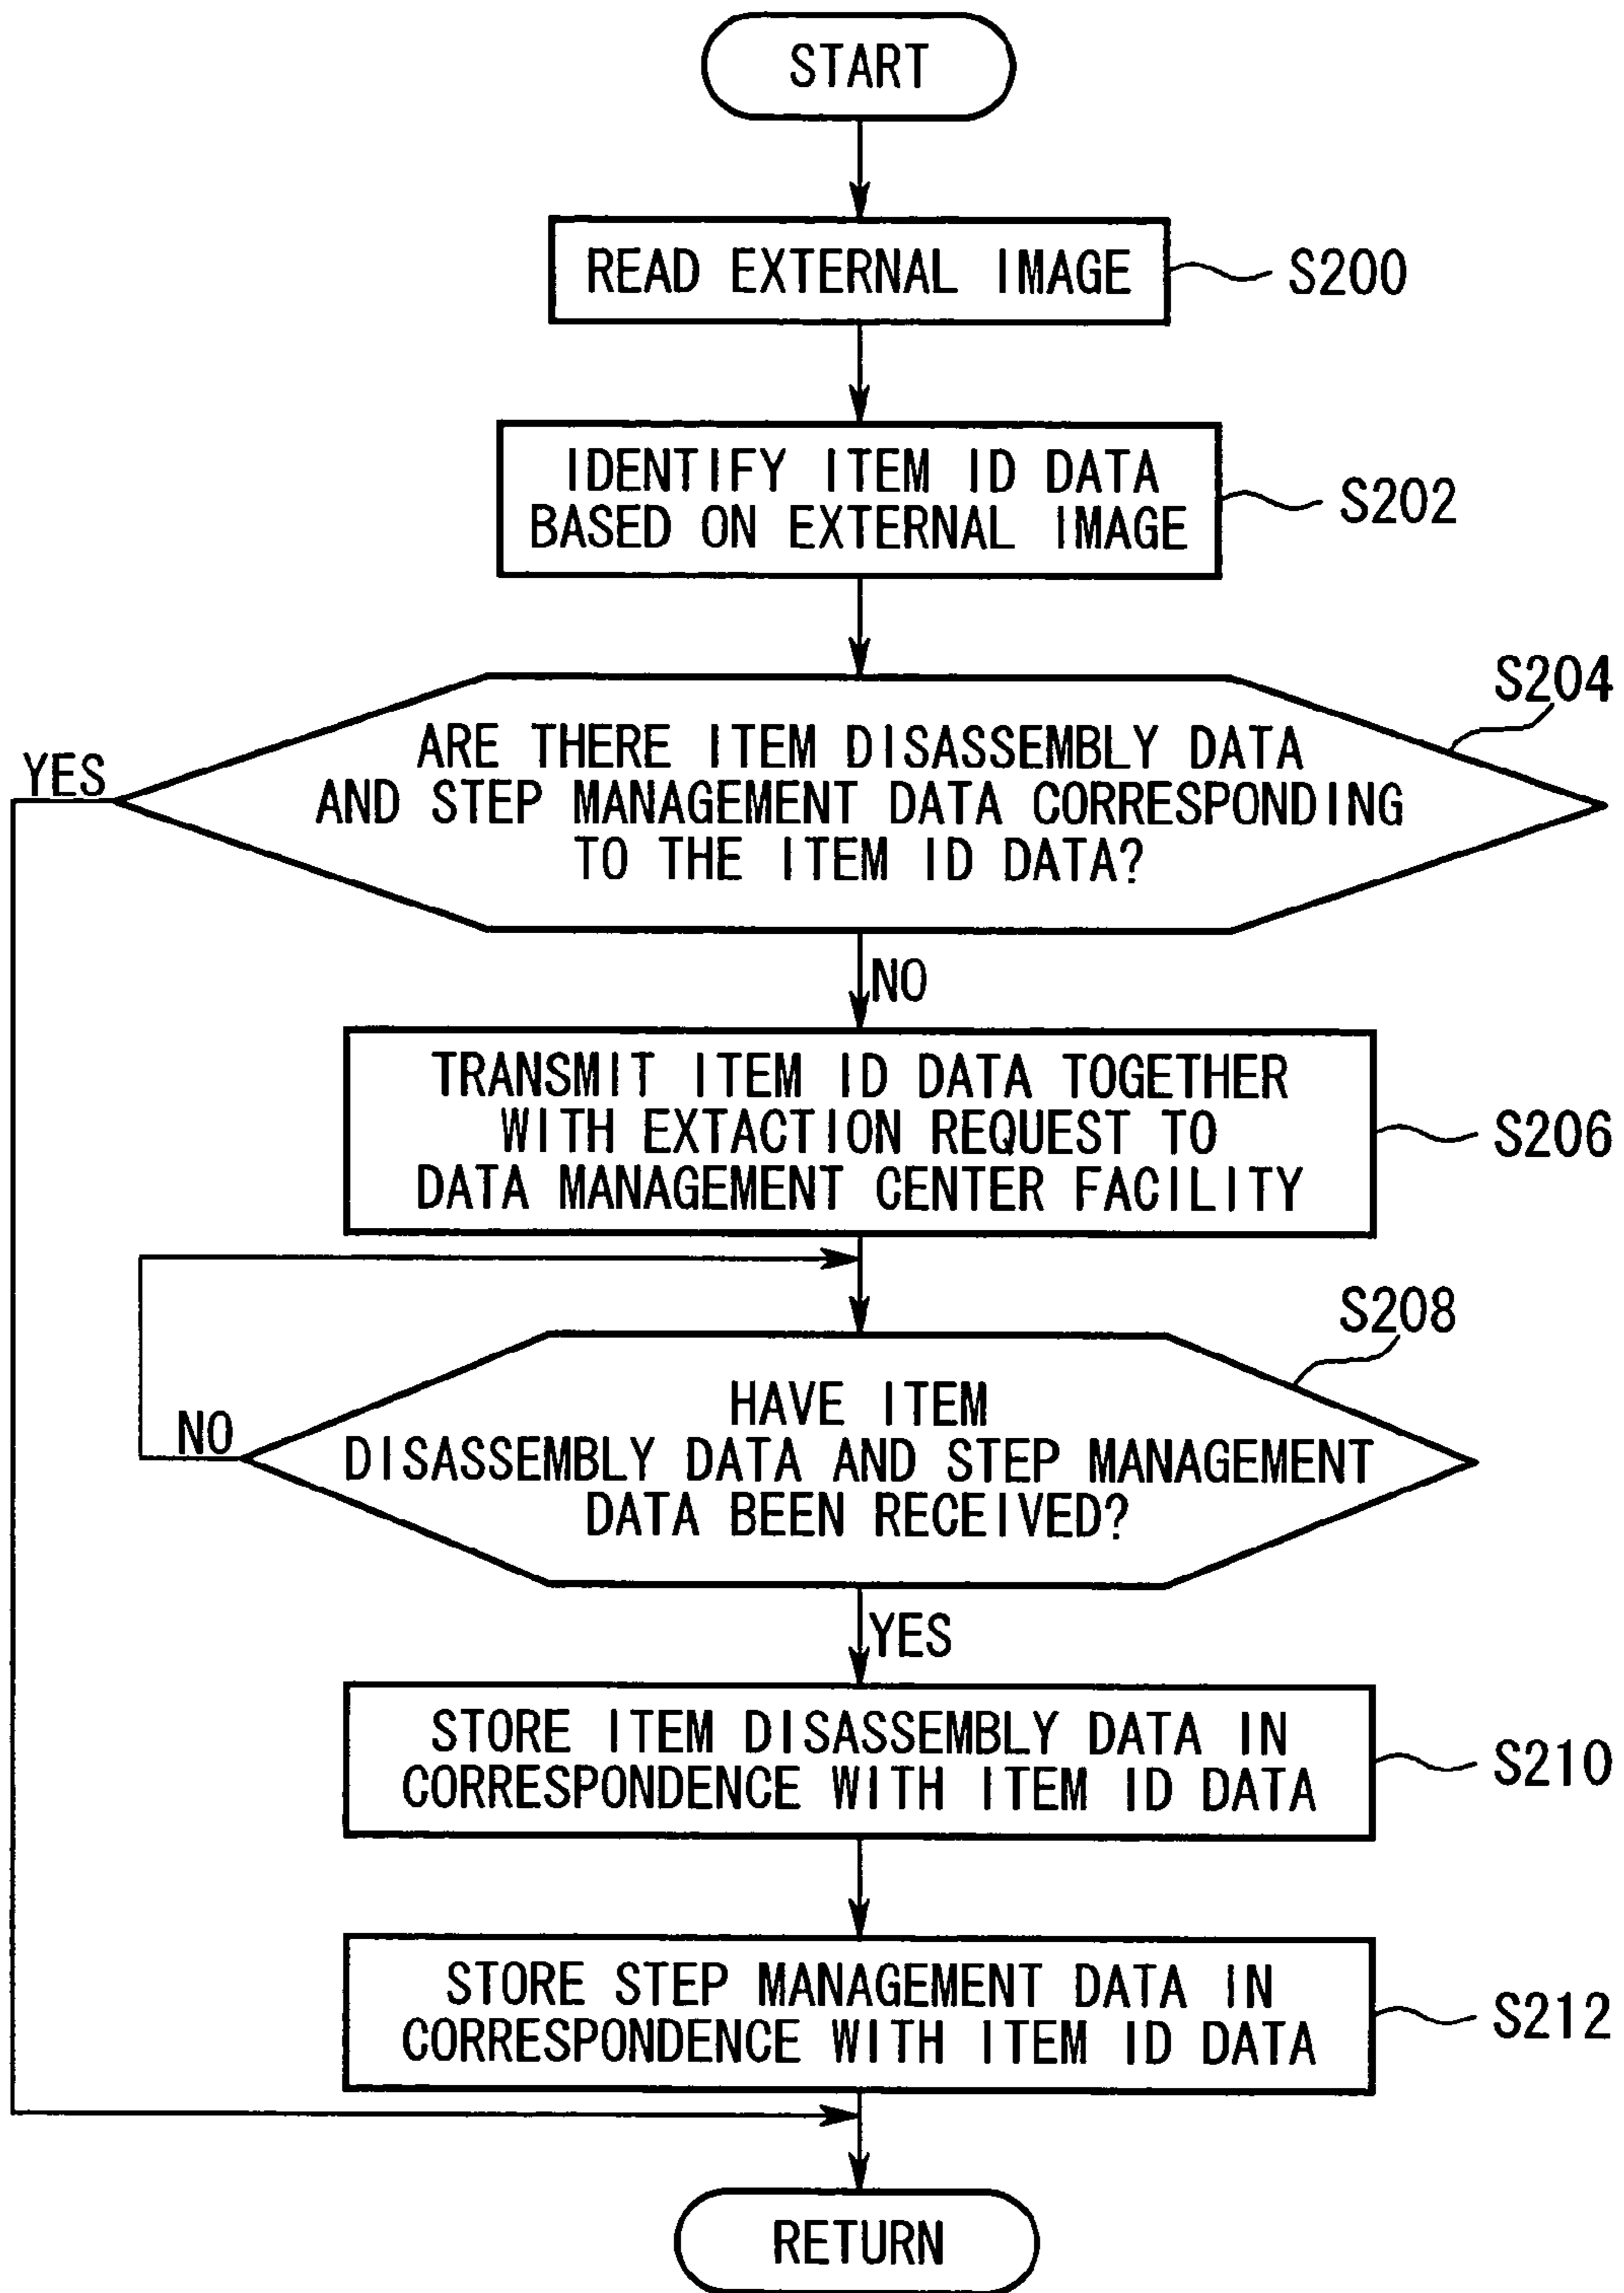 START
READ EXTERNAL IMAGE
S200
IDENTIFY ITEM ID DATA
BASED ON EXTERNAL IMAGE
S202
S204
ARE THERE ITEM DISASSEMBLY DATA
AND STEP MANAGEMENT DATA CORRESPONDING
TO THE ITEM ID DATA?
YES
NO
TRANSMIT ITEM ID DATA TOGETHER
WITH EXTACTION REQUEST TO
DATA MANAGEMENT CENTER FACILITY
S206
S208
HAVE ITEM
DISASSEMBLY DATA AND STEP MANAGEMENT
DATA BEEN RECEIVED?
NO
YES
STORE ITEM DISASSEMBLY DATA IN
CORRESPONDENCE WITH ITEM ID DATA
S210
STORE STEP MANAGEMENT DATA IN
CORRESPONDENCE WITH ITEM ID DATA
S212
RETURN